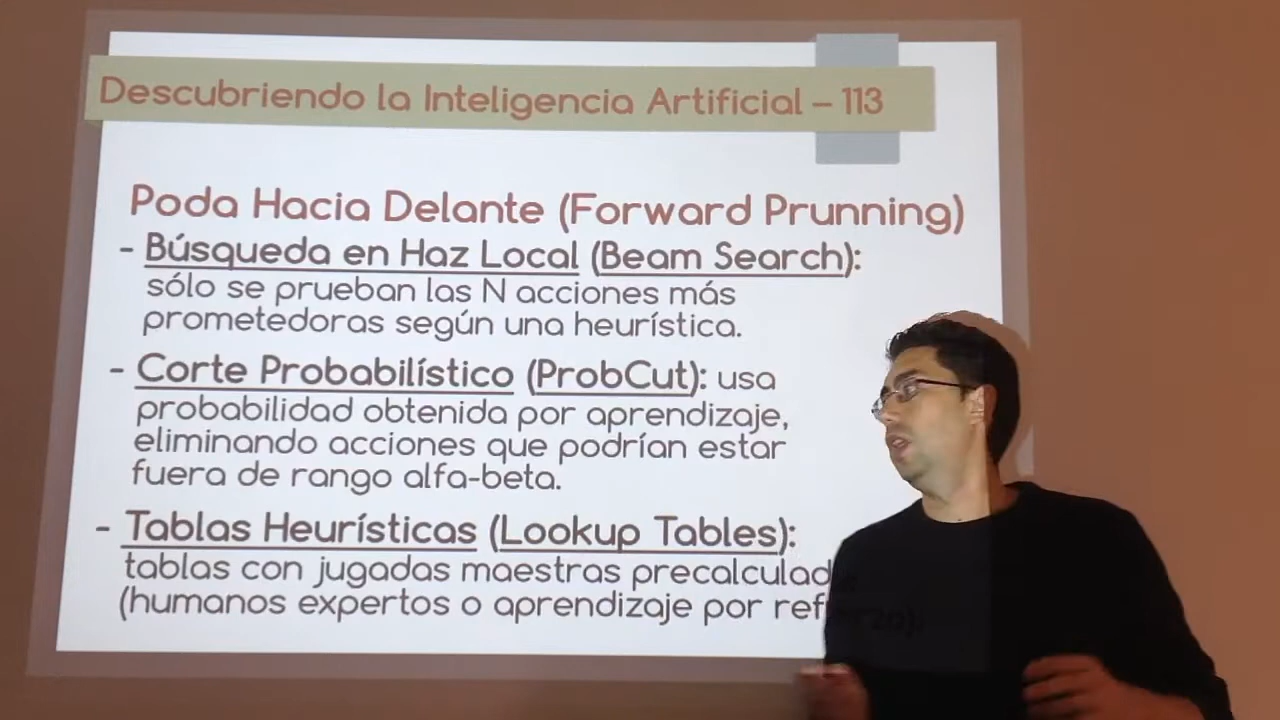 Descubriendo la Inteligencia Artificial – 113
Poda Hacia Delante (Forward Prunning)
- Búsqueda en Haz Local (Beam Search):
sólo se prueban las N acciones más
prometedoras según una heurística.
- Corte Probabilístico (ProbCut): usa
probabilidad obtenida por aprendizaje,
eliminando acciones que podrían estar
fuera de rango alfa-beta.
- Tablas Heurísticas (Lookup Tables):
tablas con jugadas maestras precalculadas
(humanos expertos o aprendizaje por refuerzo).